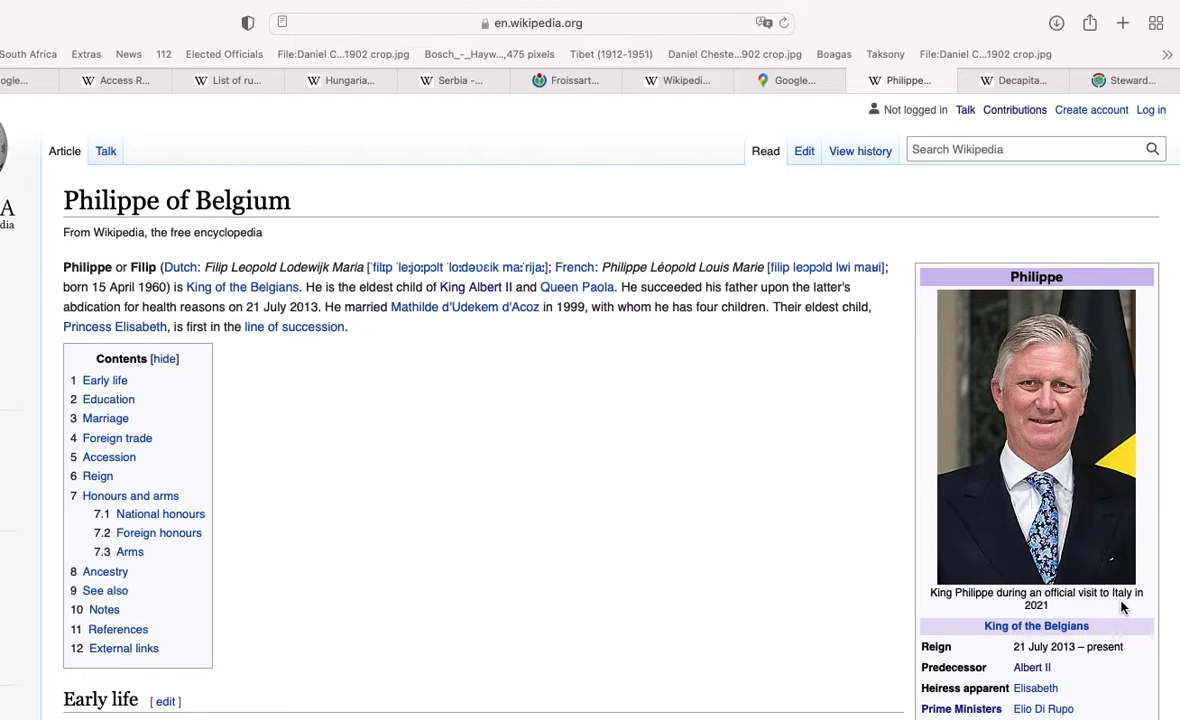 en.wikipedia.org
South Africa Extras News 112 Elected Officials File:Daniel C...1902 crop.jpg Bosch_-_Hayw...,475 pixels Tibet (1912-1951) Daniel Cheste...902 crop.jpg Boagas Taksony File:Daniel C...1902 crop.jpg
ogle... Access R... List of ru... Hungaria... Serbia -... Froissart... Wikipedi... Google... Philippe... Decapita... Steward...
Not logged in Talk Contributions Create account Log in
Article Talk Read Edit View history Search Wikipedia
A
dia
Philippe of Belgium
From Wikipedia, the free encyclopedia
Philippe or Filip (Dutch: Filip Leopold Lodewijk Maria [ˈfilɪp ˈleːjoːpɔlt ˈloːdəʋɛik maːˈrijaː]; French: Philippe Léopold Louis Marie [filip leɔpɔld lwi maʁi];
born 15 April 1960) is King of the Belgians. He is the eldest child of King Albert II and Queen Paola. He succeeded his father upon the latter's
abdication for health reasons on 21 July 2013. He married Mathilde d'Udekem d'Acoz in 1999, with whom he has four children. Their eldest child,
Princess Elisabeth, is first in the line of succession.
Contents [hide]
1 Early life
2 Education
3 Marriage
4 Foreign trade
5 Accession
6 Reign
7 Honours and arms
7.1 National honours
7.2 Foreign honours
7.3 Arms
8 Ancestry
9 See also
10 Notes
11 References
12 External links
Early life [ edit ]
Philippe
King Philippe during an official visit to Italy in
2021
King of the Belgians
Reign 21 July 2013 – present
Predecessor Albert II
Heiress apparent Elisabeth
Prime Ministers Elio Di Rupo